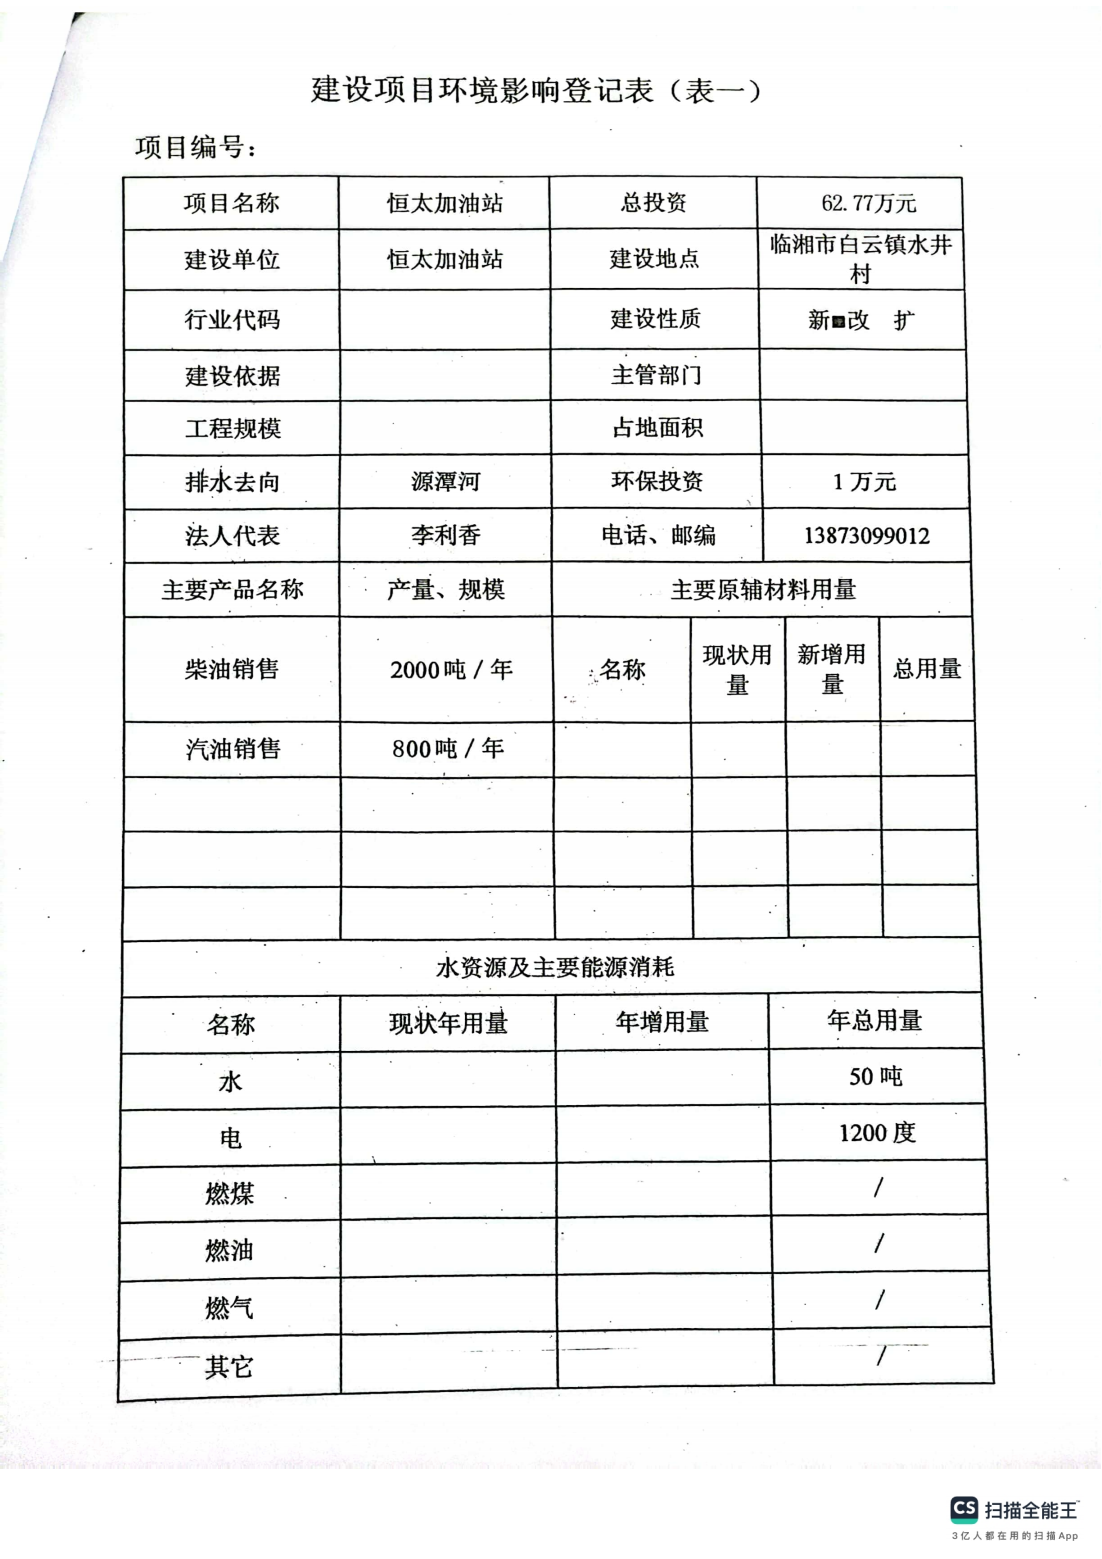 建设项目环境影响登记表（表一）
项目编号：
项目名称 恒太加油站 总投资 62.77万元
建设单位 恒太加油站 建设地点 临湘市白云镇水井村
行业代码 建设性质 新■改 扩
建设依据 主管部门
工程规模 占地面积
排水去向 源潭河 环保投资 1万元
法人代表 李利香 电话、邮编 13873099012
主要产品名称 产量、规模 主要原辅材料用量
柴油销售 2000吨/年 名称 现状用量 新增用量 总用量
汽油销售 800吨/年
水资源及主要能源消耗
名称 现状年用量 年增用量 年总用量
水 50吨
电 1200度
燃煤 /
燃油 /
燃气 /
其它 /
CS 扫描全能王
3亿人都在用的扫描App